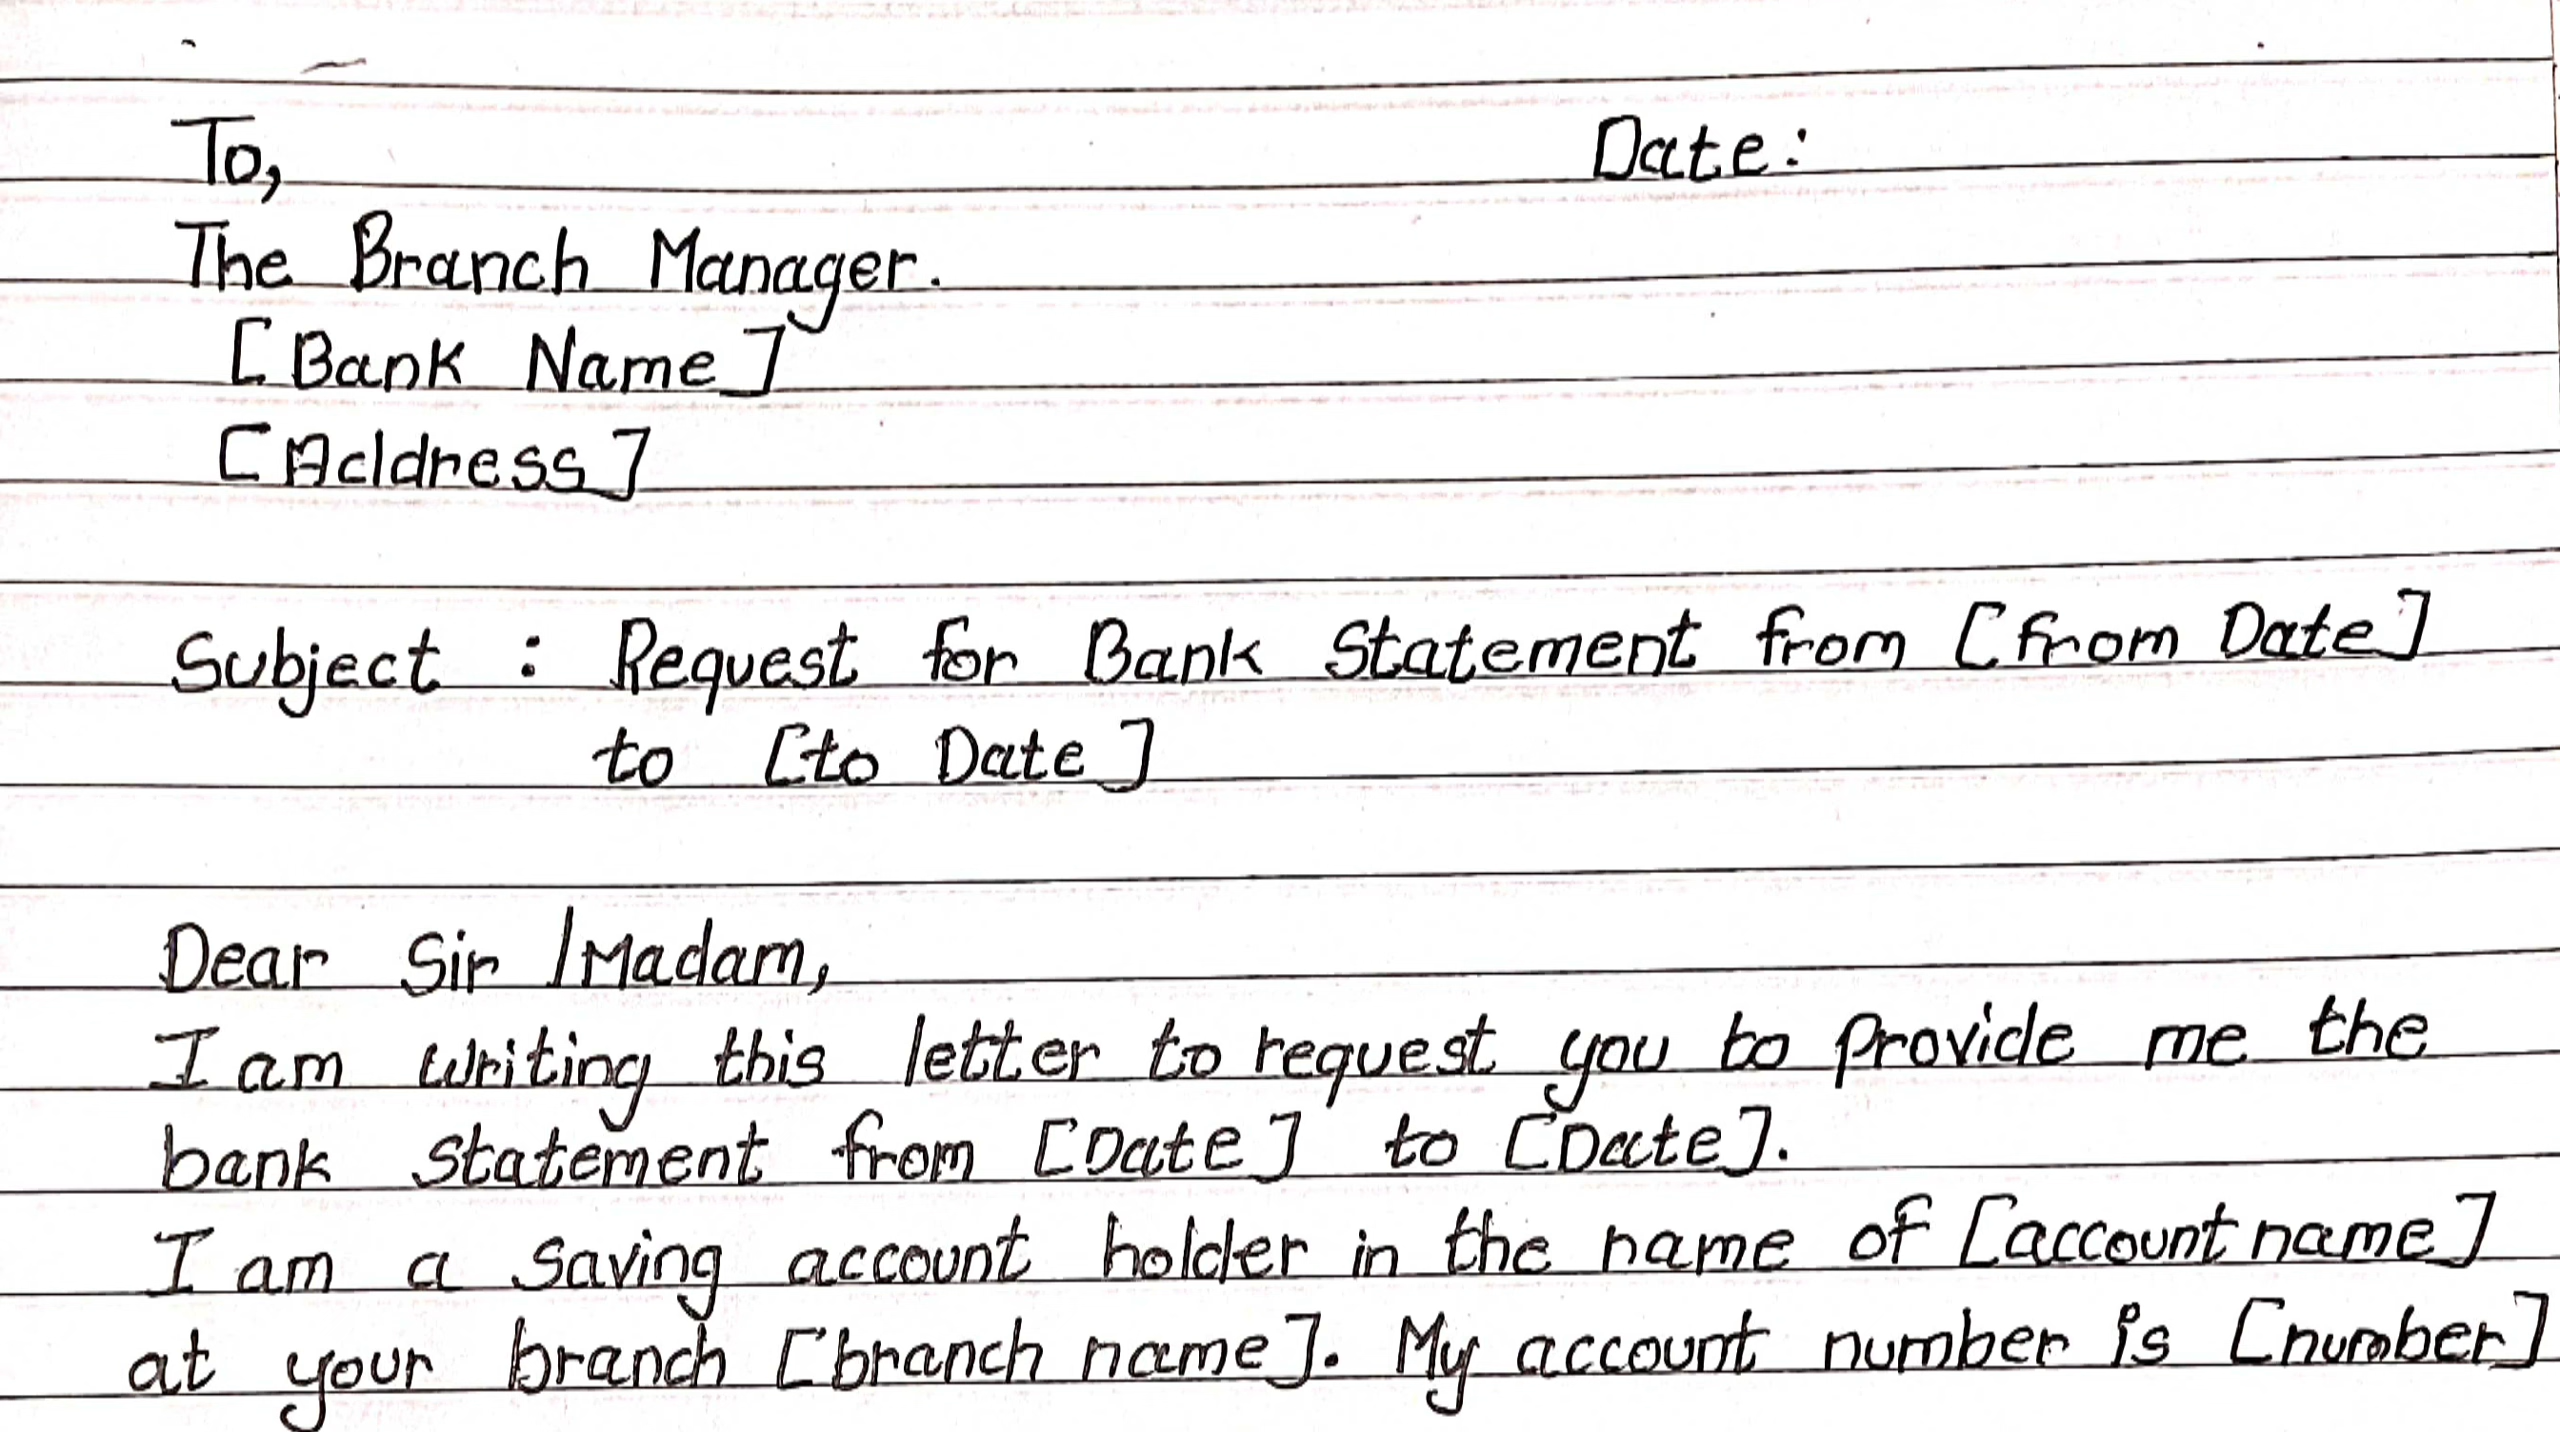 To, Date:
The Branch Manager.
[Bank Name]
[Address]
Subject : Request for Bank Statement from [from Date]
to [to Date]
Dear Sir /Madam,
I am writing this letter to request you to provide me the
bank statement from [Date] to [Date].
I am a saving account holder in the name of [account name]
at your branch [branch name]. My account number is [number]